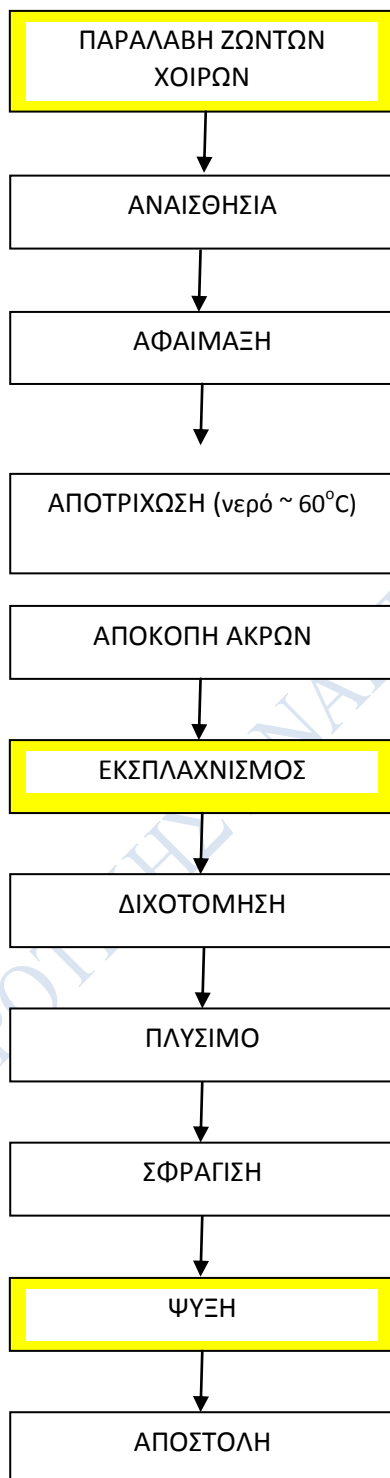 ΠΑΡΑΛΑΒΗ ΖΩΝΤΩΝ
ΧΟΙΡΩΝ
ΑΝΑΙΣΘΗΣΙΑ
ΑΦΑΙΜΑΞΗ
ΑΠΟΤΡΙΧΩΣΗ (νερό ~ 60°C)
ΑΠΟΚΟΠΗ ΑΚΡΩΝ
ΕΚΣΠΛΑΧΝΙΣΜΟΣ
ΔΙΧΟΤΟΜΗΣΗ
ΠΛΥΣΙΜΟ
ΣΦΡΑΓΙΣΗ
ΨΥΞΗ
ΑΠΟΣΤΟΛΗ